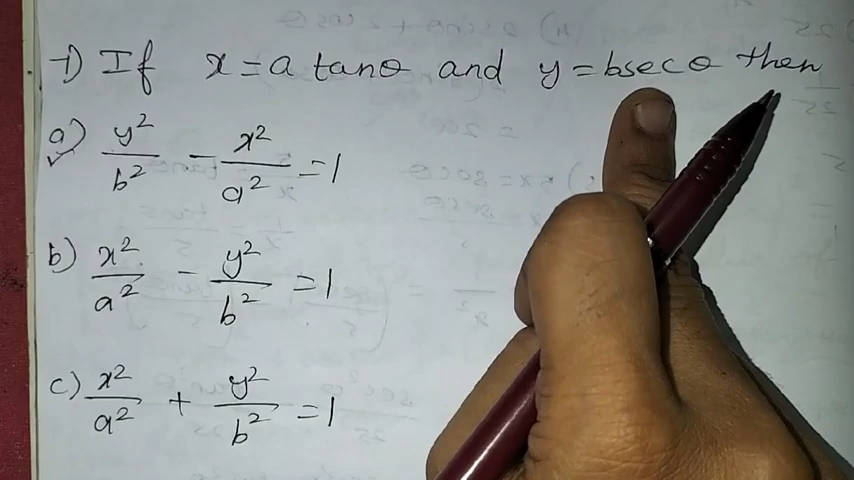 1) If x = a tanθ and y = bsecθ then
a) y²/b² - x²/a² = 1
b) x²/a² - y²/b² = 1
c) x²/a² + y²/b² = 1